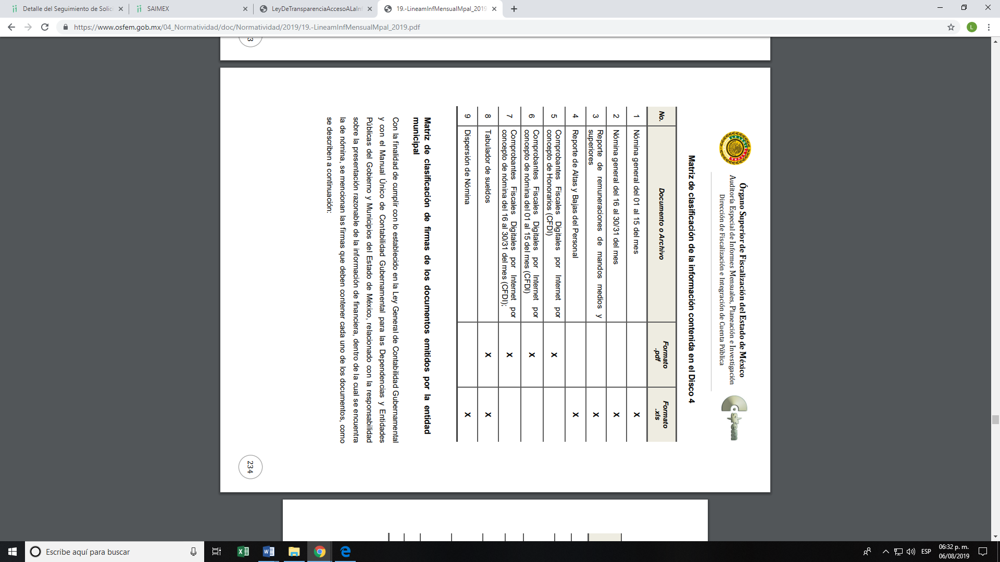 Detalle del Seguimiento de Solici
SAIMEX
LeyDeTransparenciaAccesoALaInf
19.-LineamInfMensualMpal_2019
https://www.osfem.gob.mx/04_Normatividad/doc/Normatividad/2019/19.-LineamInfMensualMpal_2019.pdf
L
3
Órgano Superior de Fiscalización del Estado de México
Auditoría Especial de Informes Mensuales, Planeación e Investigación
Dirección de Fiscalización e Integración de Cuenta Pública
osfem
Matriz de clasificación de la información contenida en el Disco 4
No. Documento o Archivo Formato .pdf Formato .xls
1 Nómina general del 01 al 15 del mes X
2 Nómina general del 16 al 30/31 del mes X
3 Reporte de remuneraciones de mandos medios y
superiores X
4 Reporte de Altas y Bajas del Personal X
5 Comprobantes Fiscales Digitales por Internet por
concepto de Honorarios (CFDI) X
6 Comprobantes Fiscales Digitales por Internet por
concepto de nómina del 01 al 15 del mes (CFDI) X
7 Comprobantes Fiscales Digitales por Internet por
concepto de nómina del 16 al 30/31 del mes (CFDI); X
8 Tabulador de sueldos X X
9 Dispersión de Nómina X
Matriz de clasificación de firmas de los documentos emitidos por la entidad
municipal
Con la finalidad de cumplir con lo establecido en la Ley General de Contabilidad Gubernamental
y con el Manual Único de Contabilidad Gubernamental para las Dependencias y Entidades
Públicas del Gobierno y Municipios del Estado de México, relacionado con la responsabilidad
sobre la presentación razonable de la información de financiera, dentro de la cual se encuentra
la de nómina, se mencionan las firmas que deben contener cada uno de los documentos, como
se describen a continuación:
234
Escribe aquí para buscar
ESP
06:32 p. m.
06/08/2019